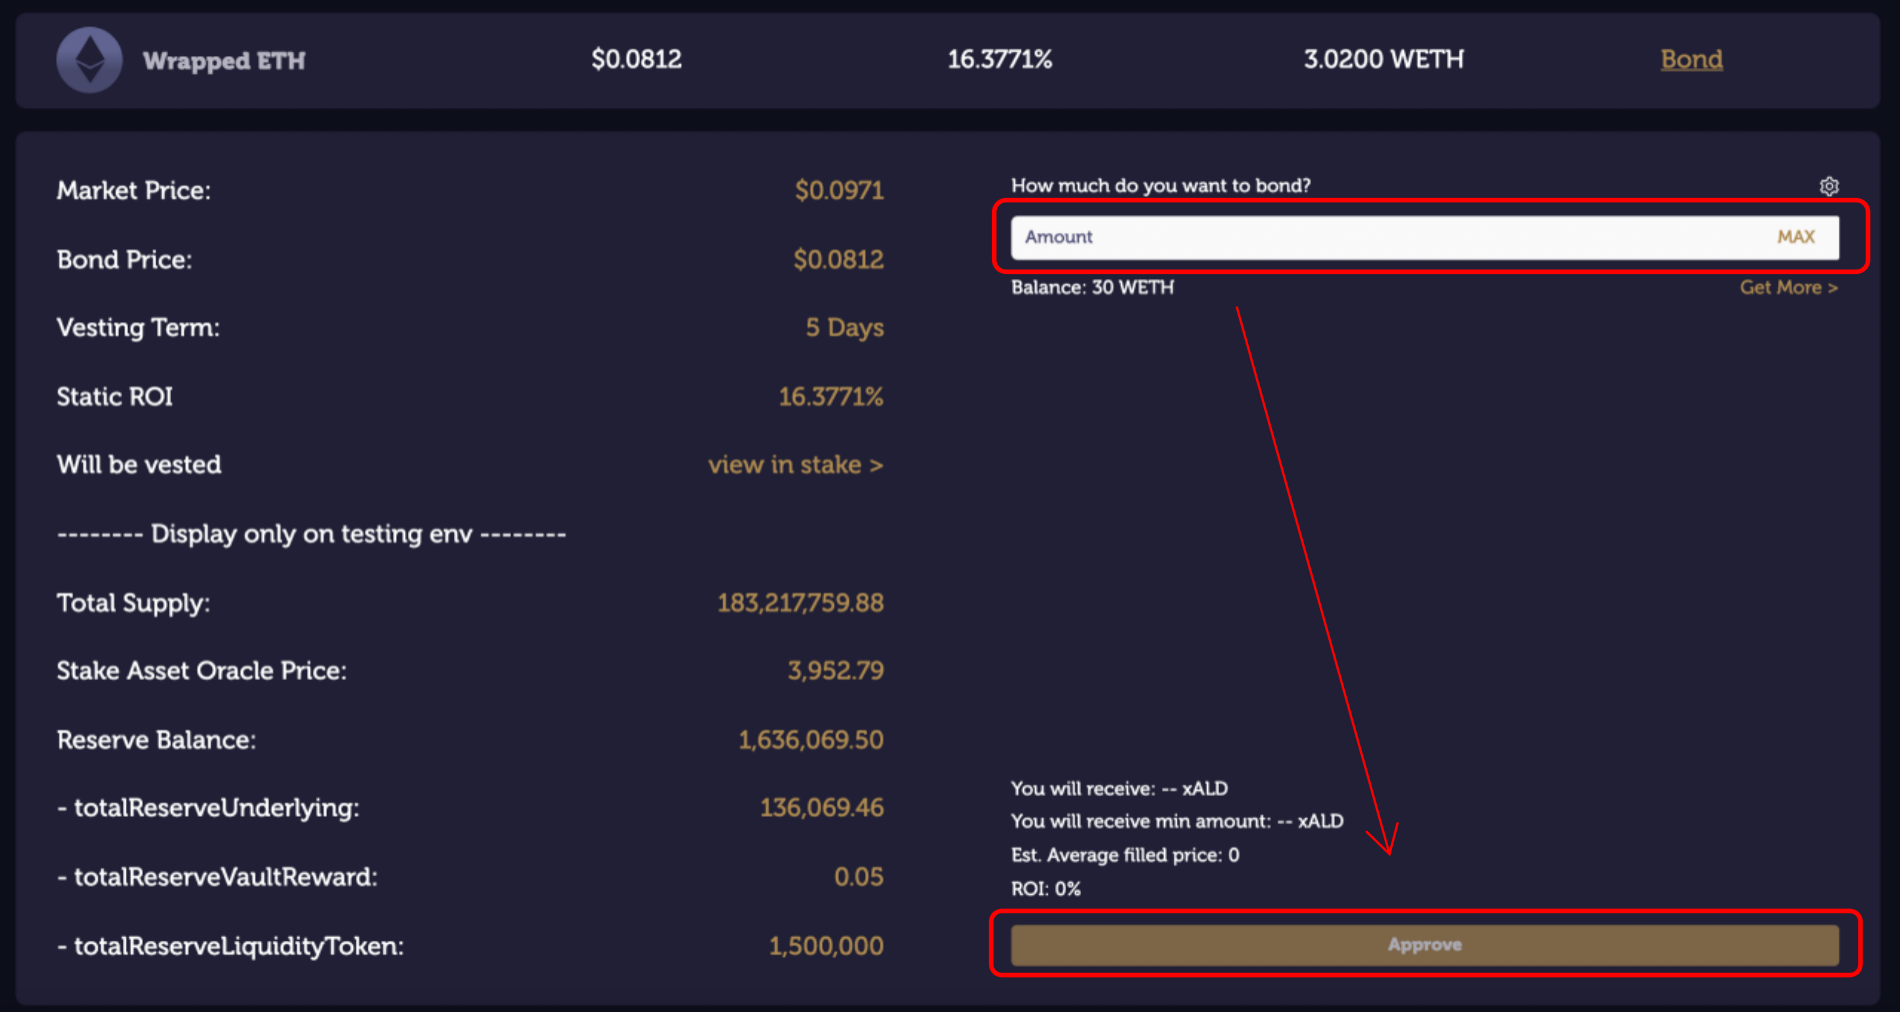 Wrapped ETH $0.0812 16.3771% 3.0200 WETH Bond
Market Price: $0.0971
Bond Price: $0.0812
Vesting Term: 5 Days
Static ROI 16.3771%
Will be vested view in stake >
-------- Display only on testing env --------
Total Supply: 183,217,759.88
Stake Asset Oracle Price: 3,952.79
Reserve Balance: 1,636,069.50
- totalReserveUnderlying: 136,069.46
- totalReserveVaultReward: 0.05
- totalReserveLiquidityToken: 1,500,000
How much do you want to bond?
Amount MAX
Balance: 30 WETH Get More >
You will receive: -- xALD
You will receive min amount: -- xALD
Est. Average filled price: 0
ROI: 0%
Approve